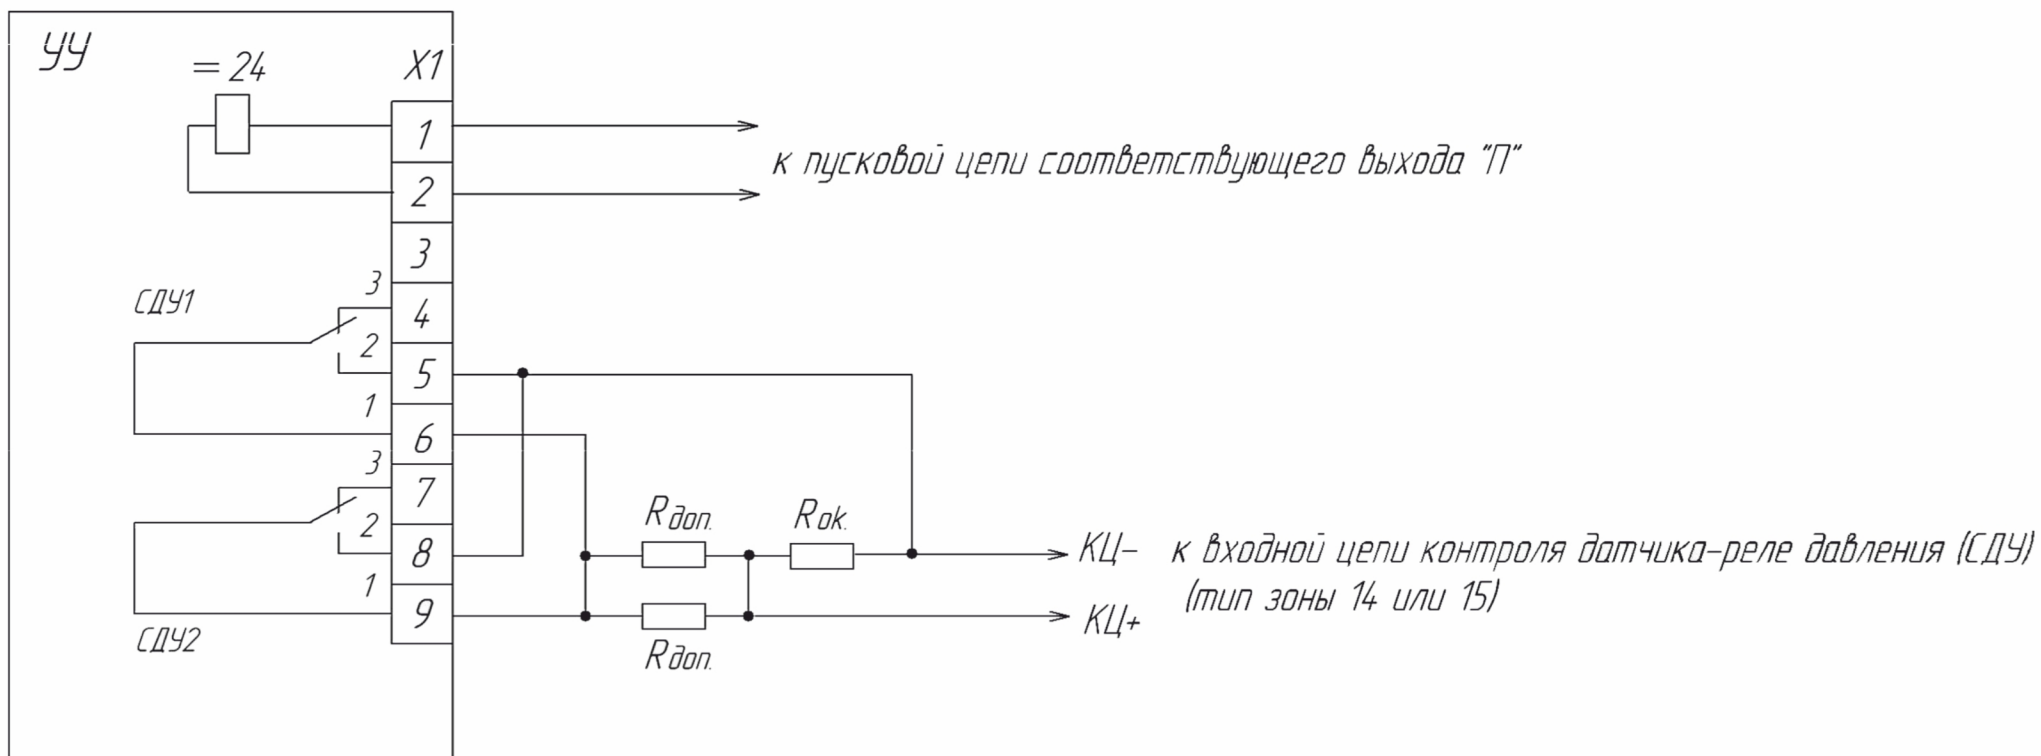 УУ
= 24
X1
1
к пусковой цепи соответствующего выхода "П"
2
3
3
СДУ1
4
2
5
1
6
3
7
Rдоп.
Rок.
2
8
КЦ- к входной цепи контроля датчика-реле давления (СДУ)
(тип зоны 14 или 15)
1
9
КЦ+
СДУ2
Rдоп.